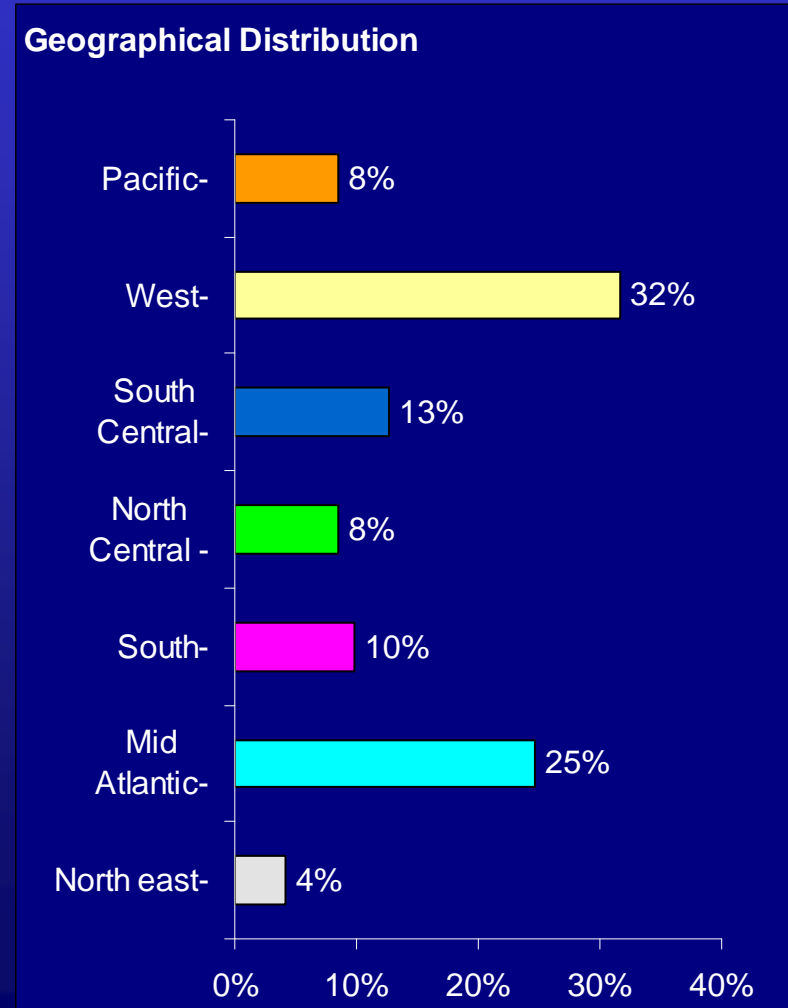 Geographical Distribution
Pacific-
8%
West-
32%
South
Central-
13%
North
Central -
8%
South-
10%
Mid
Atlantic-
25%
North east-
4%
0% 10% 20% 30% 40%